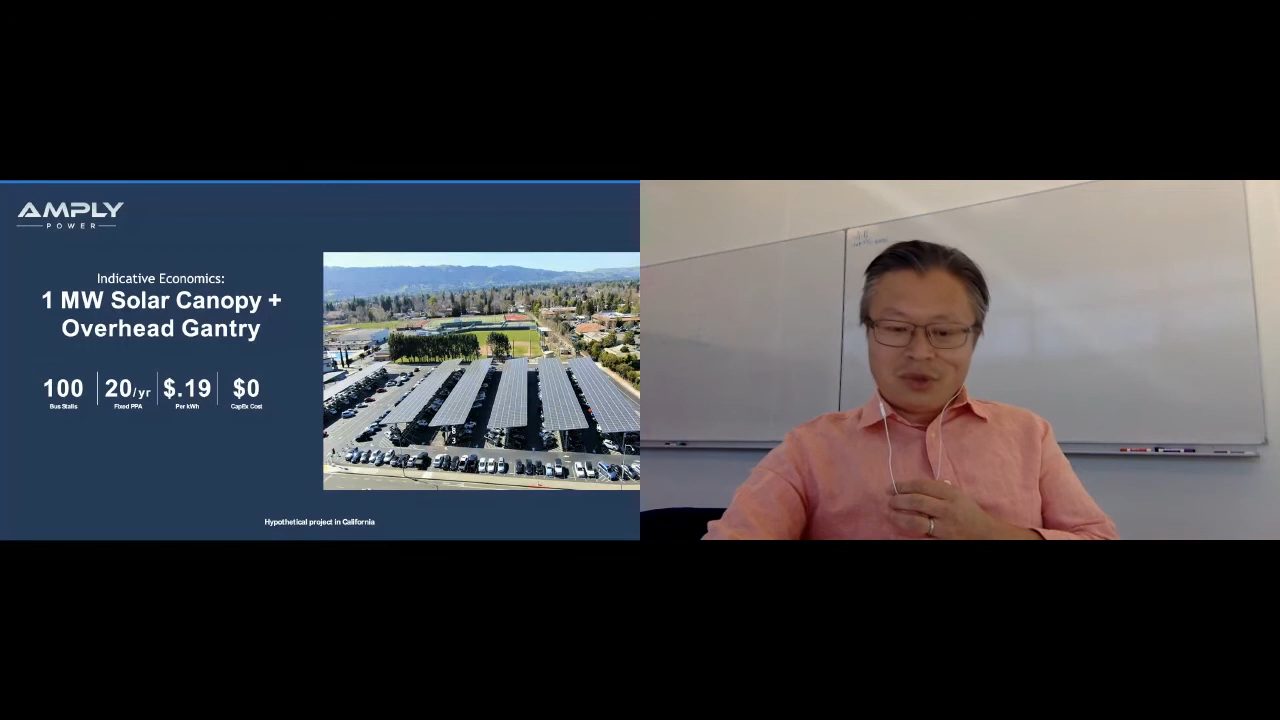 AMPLY
POWER
Indicative Economics:
1 MW Solar Canopy +
Overhead Gantry
100
Bus Stalls
20/yr
Fixed PPA
$.19
Per kWh
$0
CapEx Cost
Hypothetical project in California